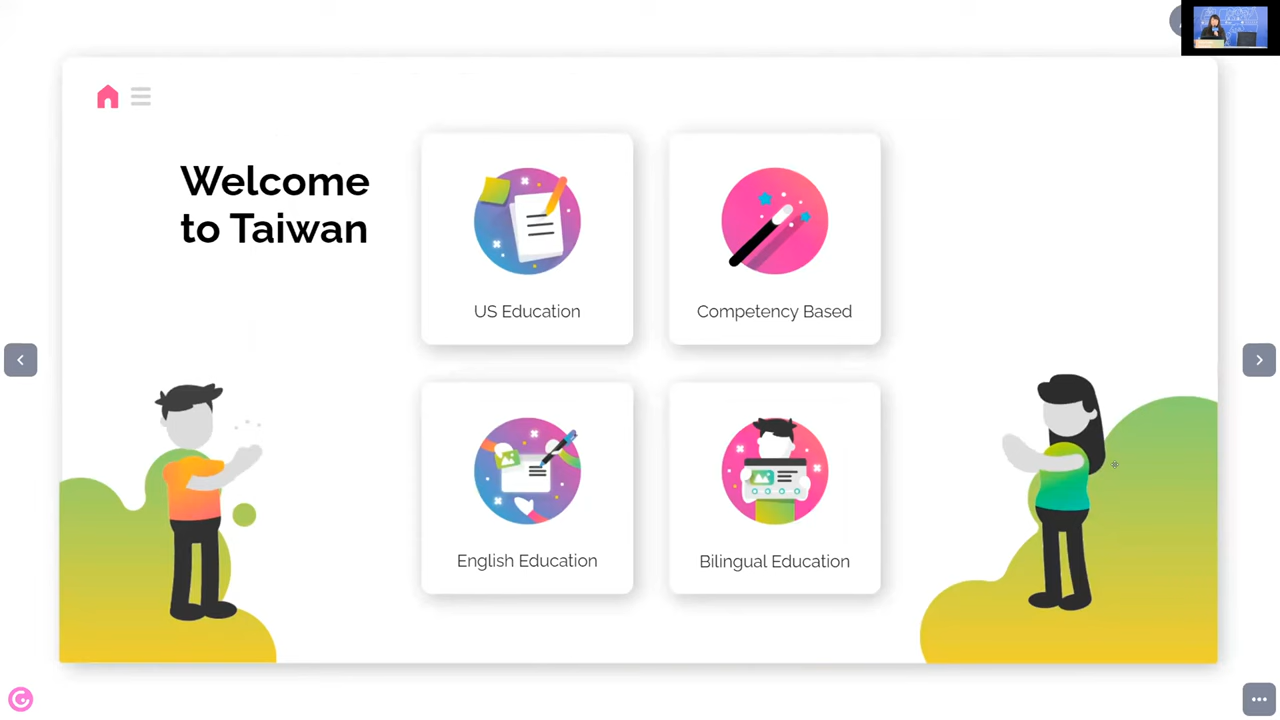 Welcome
to Taiwan
US Education
Competency Based
English Education
Bilingual Education